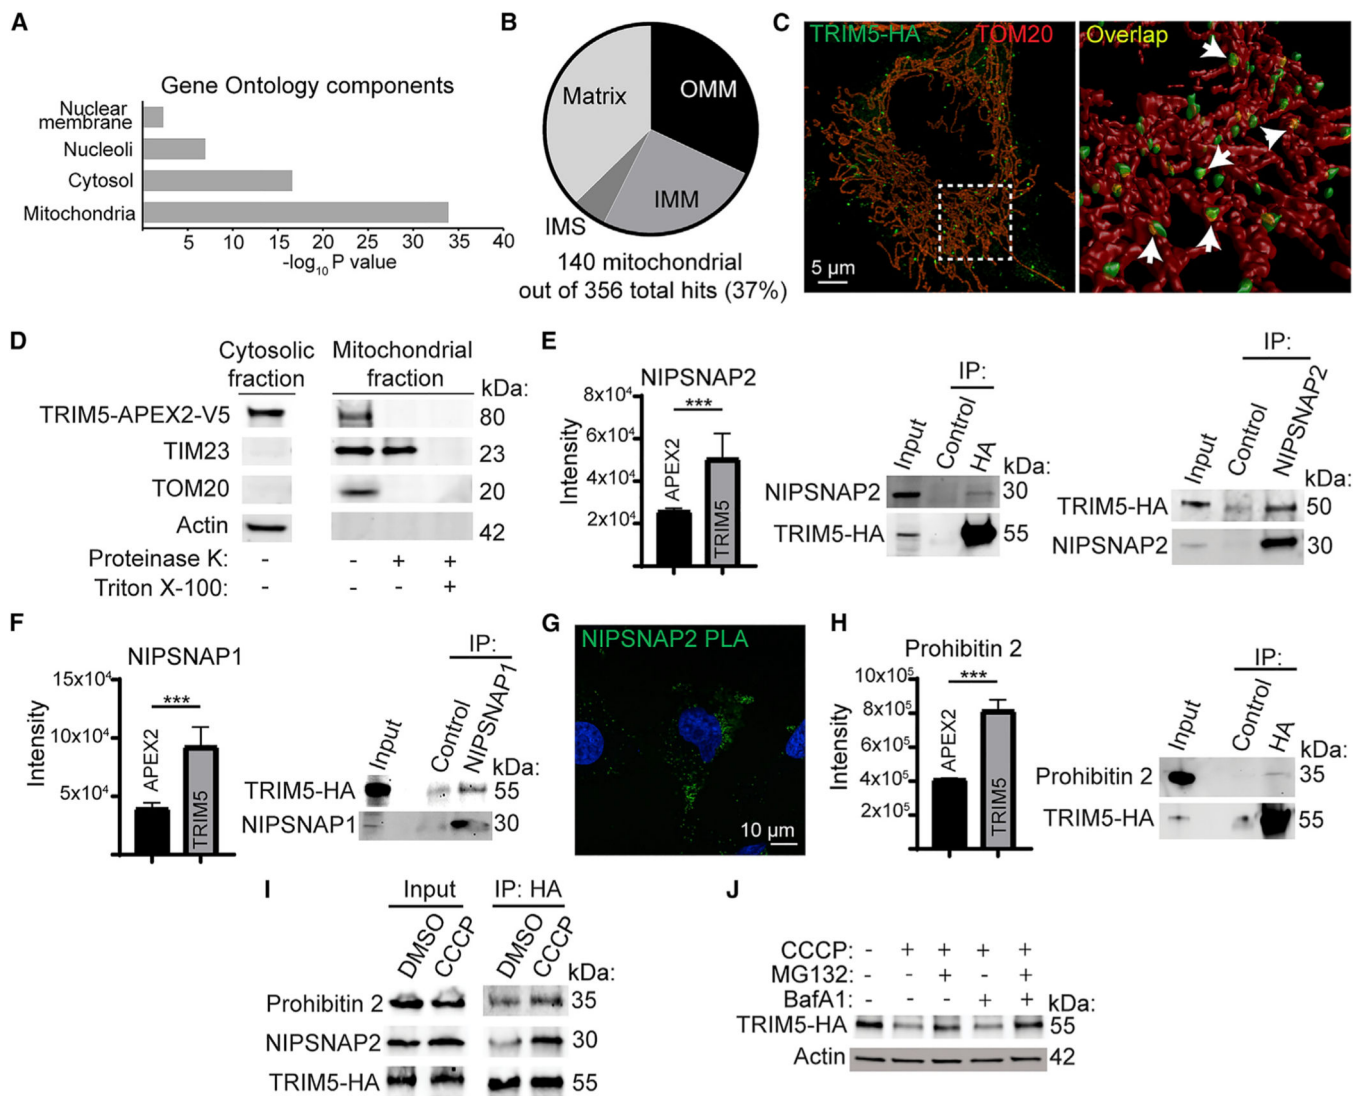 A
Gene Ontology components
Nuclear
membrane
Nucleoli
Cytosol
Mitochondria
5 10 15 20 25 30 35 40
-log10 P value
B
Matrix
OMM
IMM
IMS
140 mitochondrial
out of 356 total hits (37%)
C
TRIM5-HA TOM20
5 µm
Overlap
D
Cytosolic
fraction
Mitochondrial
fraction
kDa:
TRIM5-APEX2-V5 80
TIM23 23
TOM20 20
Actin 42
Proteinase K: - - + +
Triton X-100: - - - +
E
NIPSNAP2
8x10⁴
6x10⁴
4x10⁴
2x10⁴
Intensity
APEX2
TRIM5
***
IP:
Input Control HA kDa:
NIPSNAP2 30
TRIM5-HA 55
IP:
Input Control NIPSNAP2 kDa:
TRIM5-HA 50
NIPSNAP2 30
F
NIPSNAP1
15x10⁴
10x10⁴
5x10⁴
Intensity
APEX2
TRIM5
***
IP:
Input Control NIPSNAP1 kDa:
TRIM5-HA 55
NIPSNAP1 30
G
NIPSNAP2 PLA
10 µm
H
Prohibitin 2
10x10⁵
8x10⁵
6x10⁵
4x10⁵
2x10⁵
Intensity
APEX2
TRIM5
***
IP:
Input Control HA kDa:
Prohibitin 2 35
TRIM5-HA 55
I
Input IP: HA
DMSO CCCP DMSO CCCP kDa:
Prohibitin 2 35
NIPSNAP2 30
TRIM5-HA 55
J
CCCP: - + + + +
MG132: - - + - +
BafA1: - - - + + kDa:
TRIM5-HA 55
Actin 42